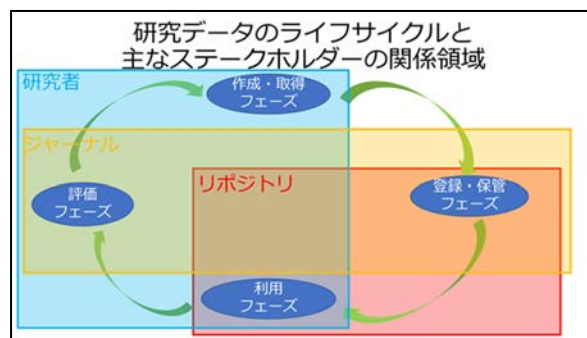 研究データのライフサイクルと
主なステークホルダーの関係領域
研究者
作成・取得
フェーズ
ジャーナル
リポジトリ
評価
フェーズ
登録・保管
フェーズ
利用
フェーズ